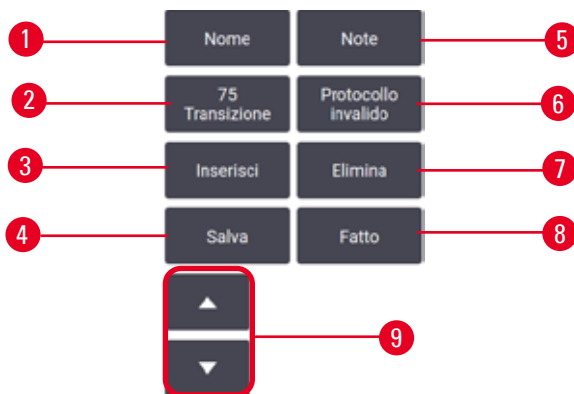 1 Nome Note 5
2 75 Transizione Protocollo invalido 6
3 Inserisci Elimina 7
4 Salva Fatto 8
9